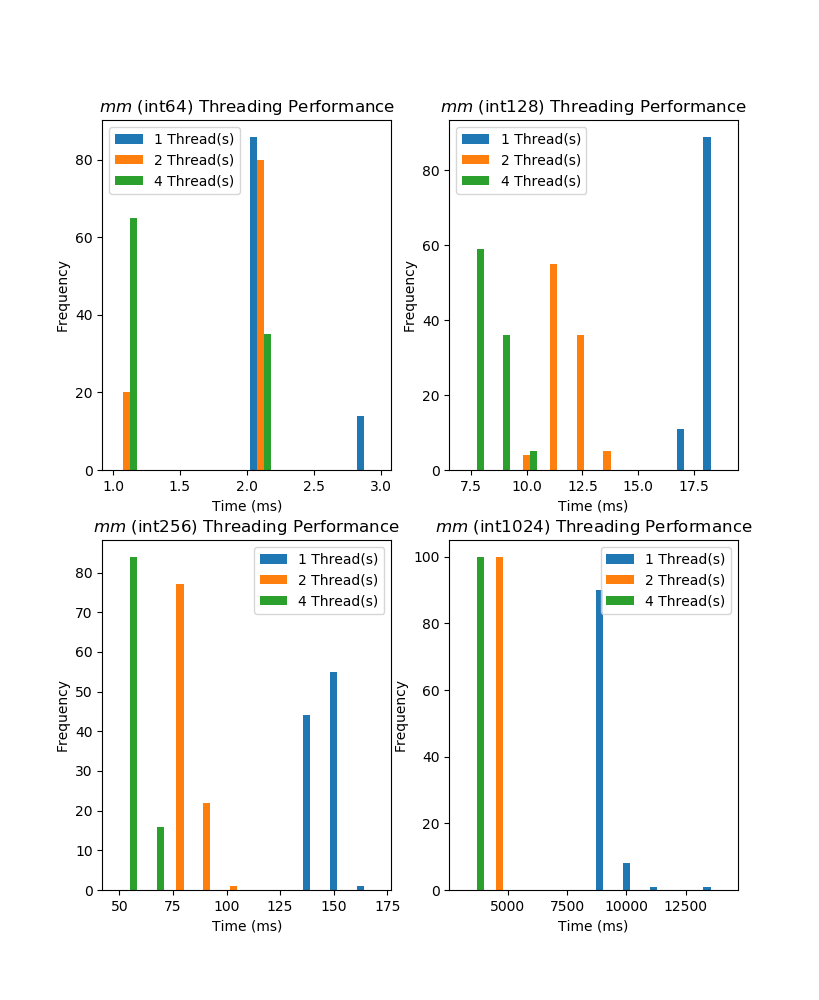 mm (int64) Threading Performance
1 Thread(s)
2 Thread(s)
4 Thread(s)
80
60
40
20
0
Frequency
1.0 1.5 2.0 2.5 3.0
Time (ms)
mm (int128) Threading Performance
1 Thread(s)
2 Thread(s)
4 Thread(s)
80
60
40
20
0
Frequency
7.5 10.0 12.5 15.0 17.5
Time (ms)
mm (int256) Threading Performance
1 Thread(s)
2 Thread(s)
4 Thread(s)
80
70
60
50
40
30
20
10
0
Frequency
50 75 100 125 150 175
Time (ms)
mm (int1024) Threading Performance
1 Thread(s)
2 Thread(s)
4 Thread(s)
100
80
60
40
20
0
Frequency
5000 7500 10000 12500
Time (ms)